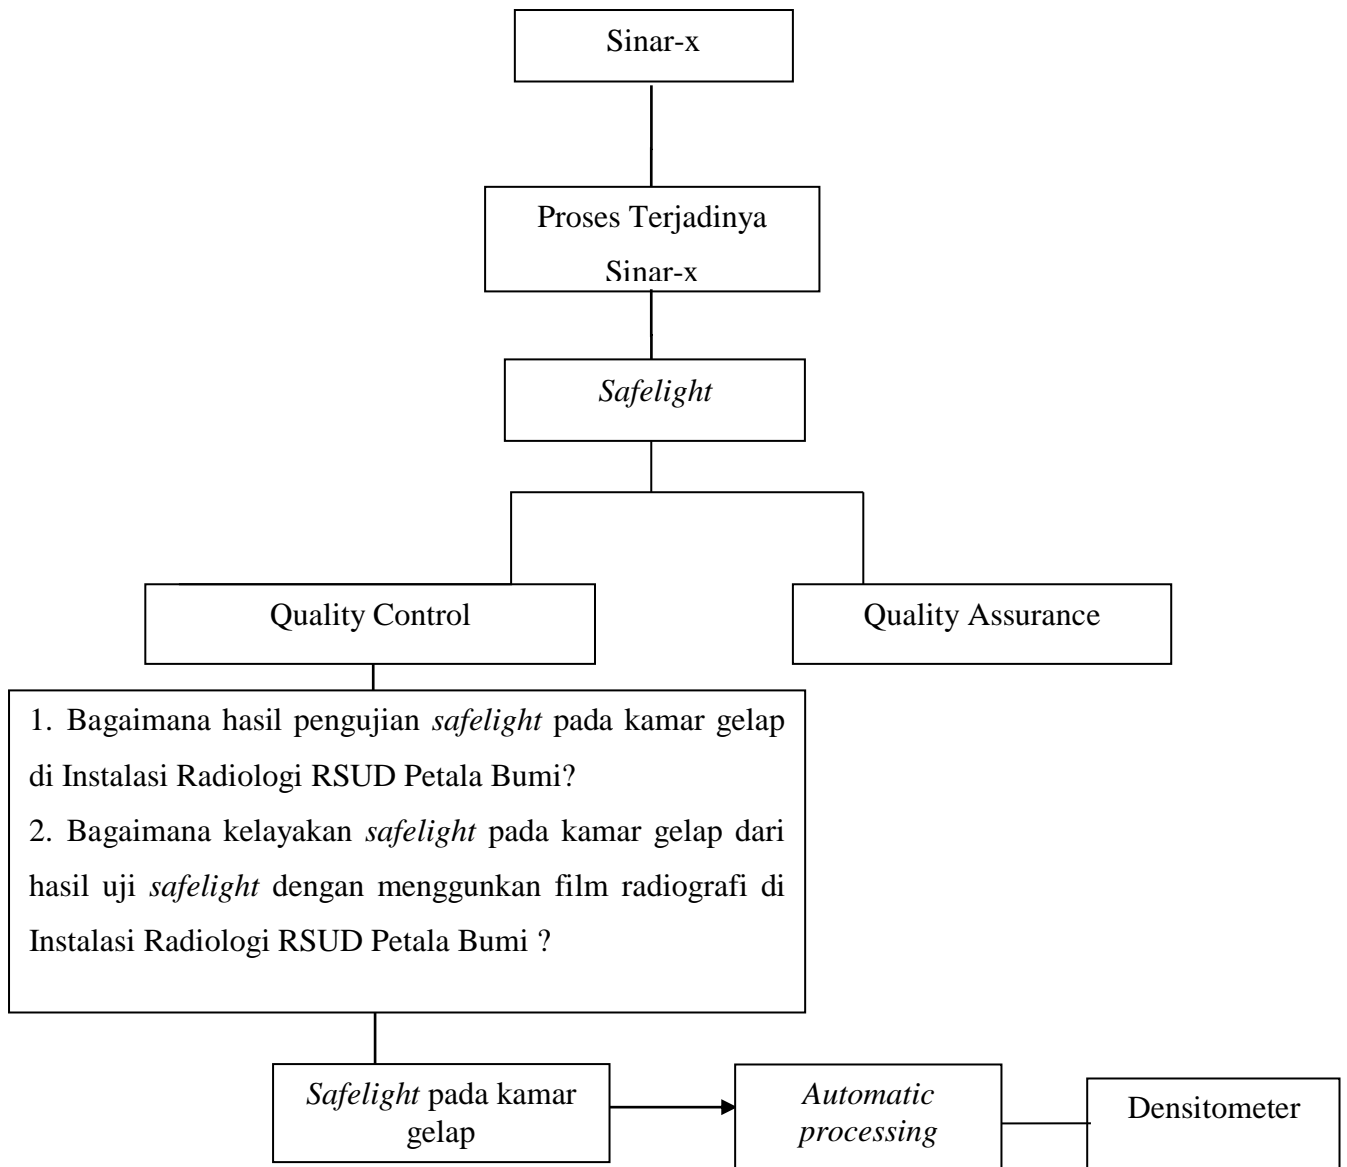 Sinar-x
Proses Terjadinya
Sinar-x
Safelight
Quality Control
Quality Assurance
1. Bagaimana hasil pengujian safelight pada kamar gelap
di Instalasi Radiologi RSUD Petala Bumi?
2. Bagaimana kelayakan safelight pada kamar gelap dari
hasil uji safelight dengan menggunkan film radiografi di
Instalasi Radiologi RSUD Petala Bumi ?
Safelight pada kamar
gelap
Automatic
processing
Densitometer